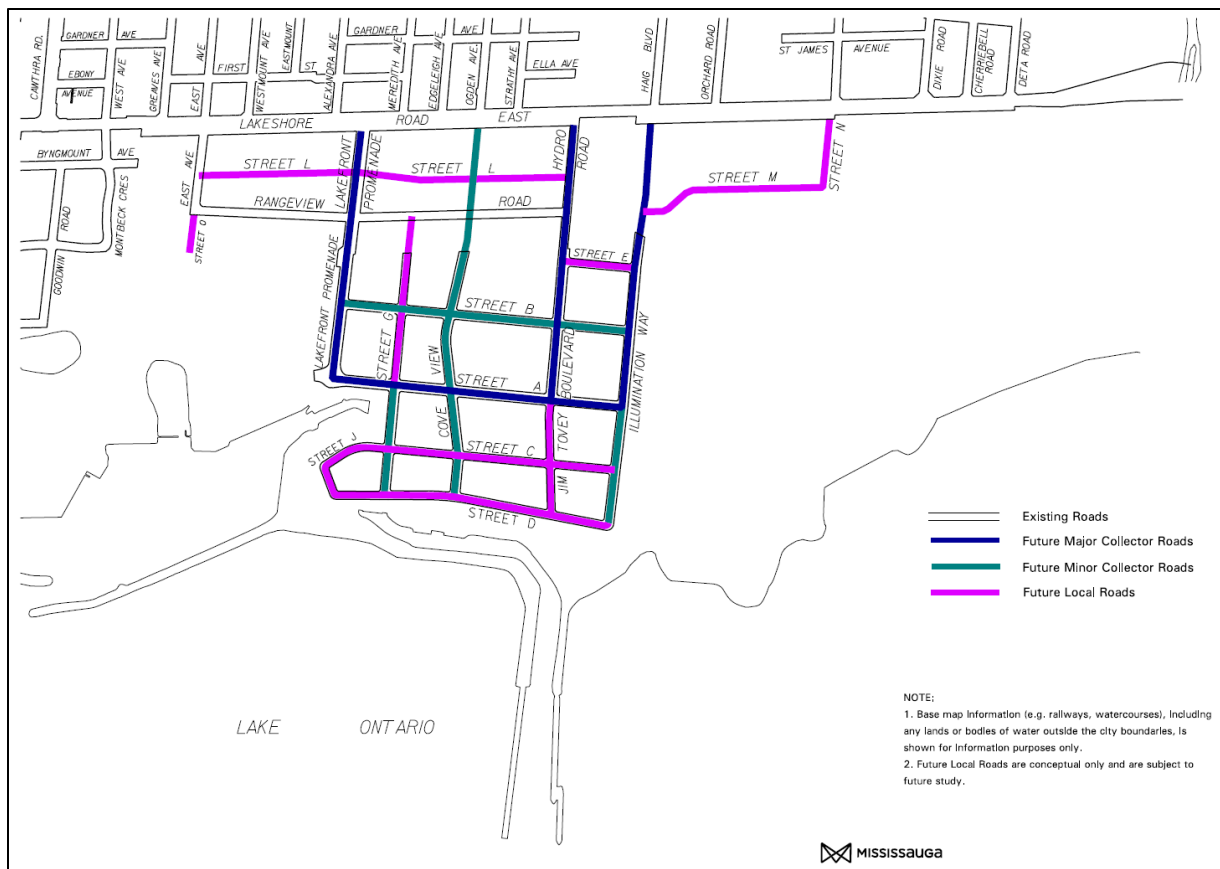 GARDNER AVE
EBONY
AVENUE
CAWTHRA RD.
WEST AVE
GREAVES AVE
EAST AVE
FIRST ST
WESTMOUNT AVE
EASTMOUNT
ALEXANDRA AVE
GARDNER AVE
MEREDITH AVE
EDGELEIGH AVE
OGDEN AVE
STRATHY AVE
ELLA AVE
HAIG BLVD
ORCHARD ROAD
ST JAMES AVENUE
DIXIE ROAD
CHERRIEBELL
ROAD
DETA ROAD
LAKESHORE ROAD EAST
BYNGMOUNT AVE
GOODWIN ROAD
MONTBECK CRES
EAST AVE
STREET L
LAKEFRONT
PROMENADE
STREET L
HYDRO
ROAD
STREET M
STREET N
RANGEVIEW ROAD
STREET O
LAKEFRONT PROMENADE
STREET E
STREET B
STREET G
COVE VIEW
STREET A
JIM TOVEY BOULEVARD
ILLUMINATION WAY
STREET J
STREET C
STREET D
LAKE ONTARIO
Existing Roads
Future Major Collector Roads
Future Minor Collector Roads
Future Local Roads
NOTE:
1. Base map information (e.g. railways, watercourses), including
any lands or bodies of water outside the city boundaries, is
shown for information purposes only.
2. Future Local Roads are conceptual only and are subject to
future study.
MISSISSAUGA